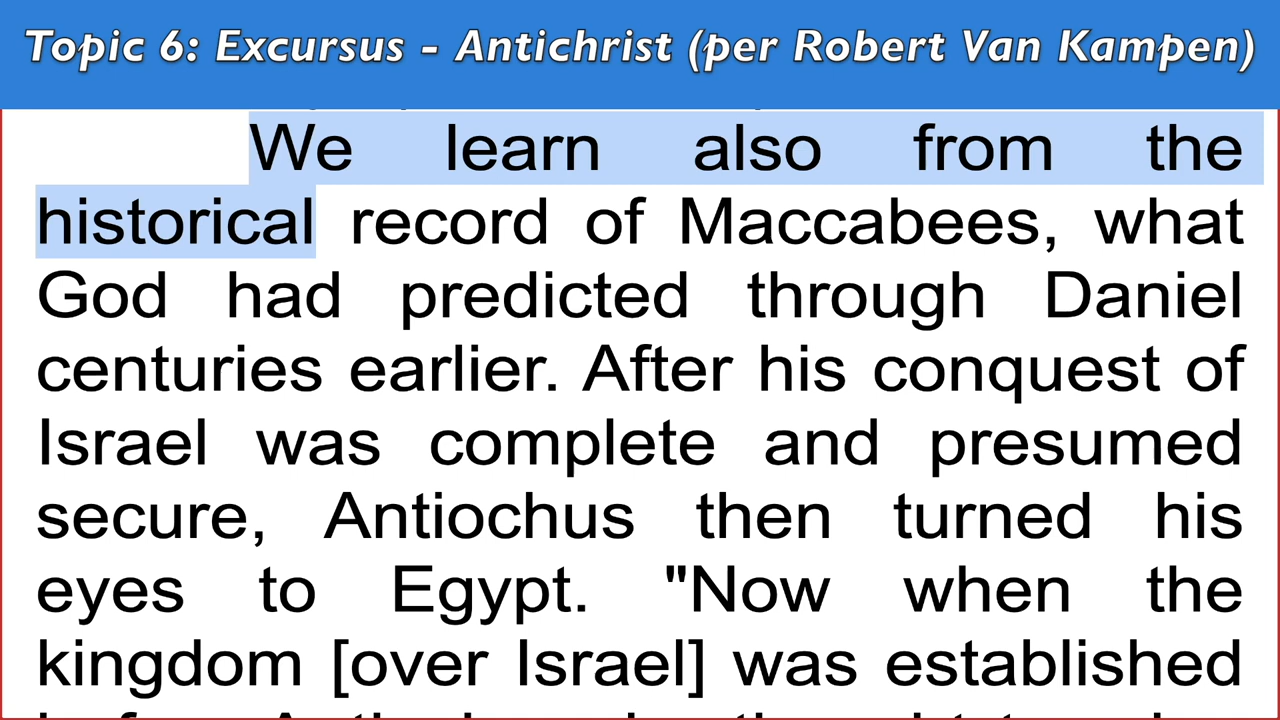 Topic 6: Excursus - Antichrist (per Robert Van Kampen)
We learn also from the
historical record of Maccabees, what
God had predicted through Daniel
centuries earlier. After his conquest of
Israel was complete and presumed
secure, Antiochus then turned his
eyes to Egypt. "Now when the
kingdom [over Israel] was established